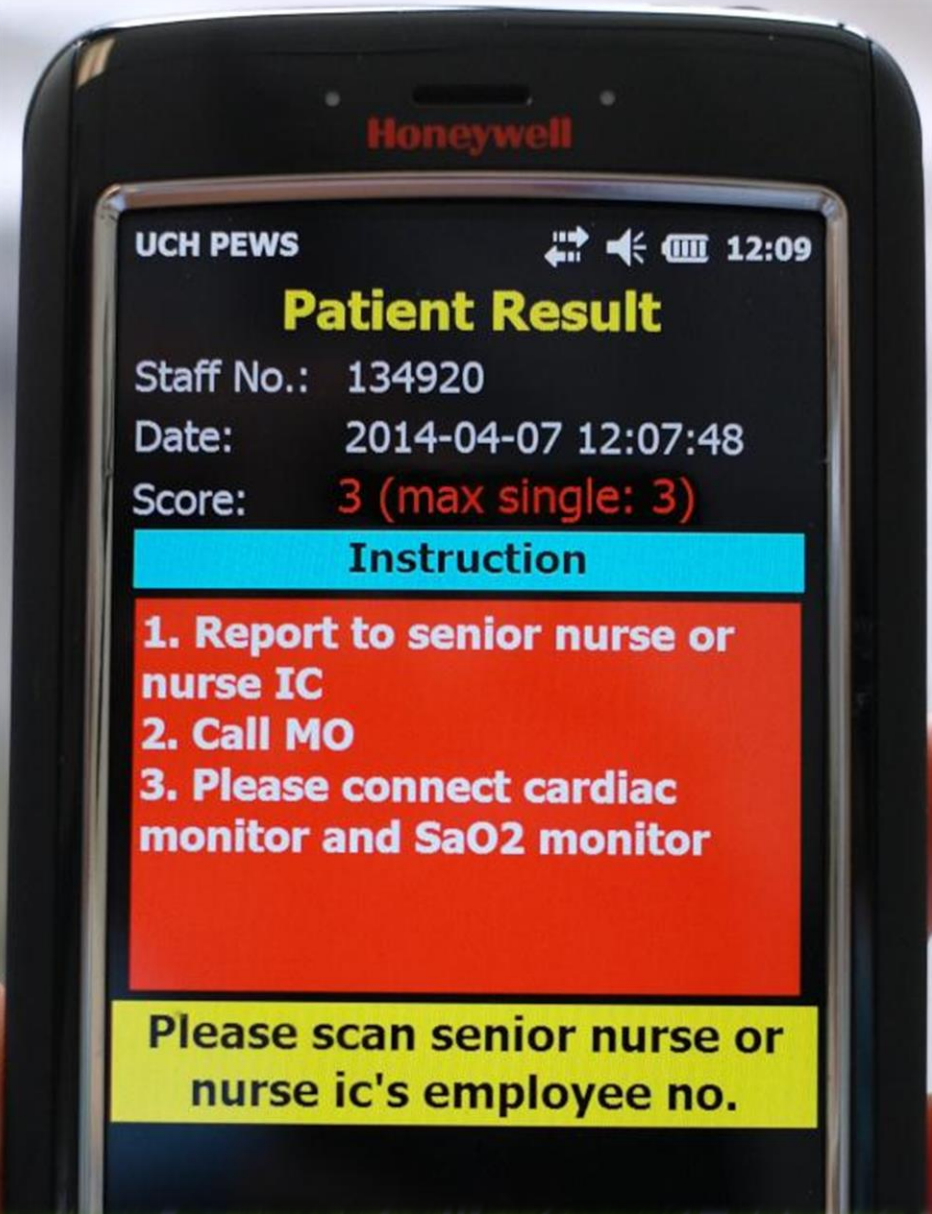 Honeywell
UCH PEWS 12:09
Patient Result
Staff No.: 134920
Date: 2014-04-07 12:07:48
Score: 3 (max single: 3)
Instruction
1. Report to senior nurse or
nurse IC
2. Call MO
3. Please connect cardiac
monitor and SaO2 monitor
Please scan senior nurse or
nurse ic's employee no.